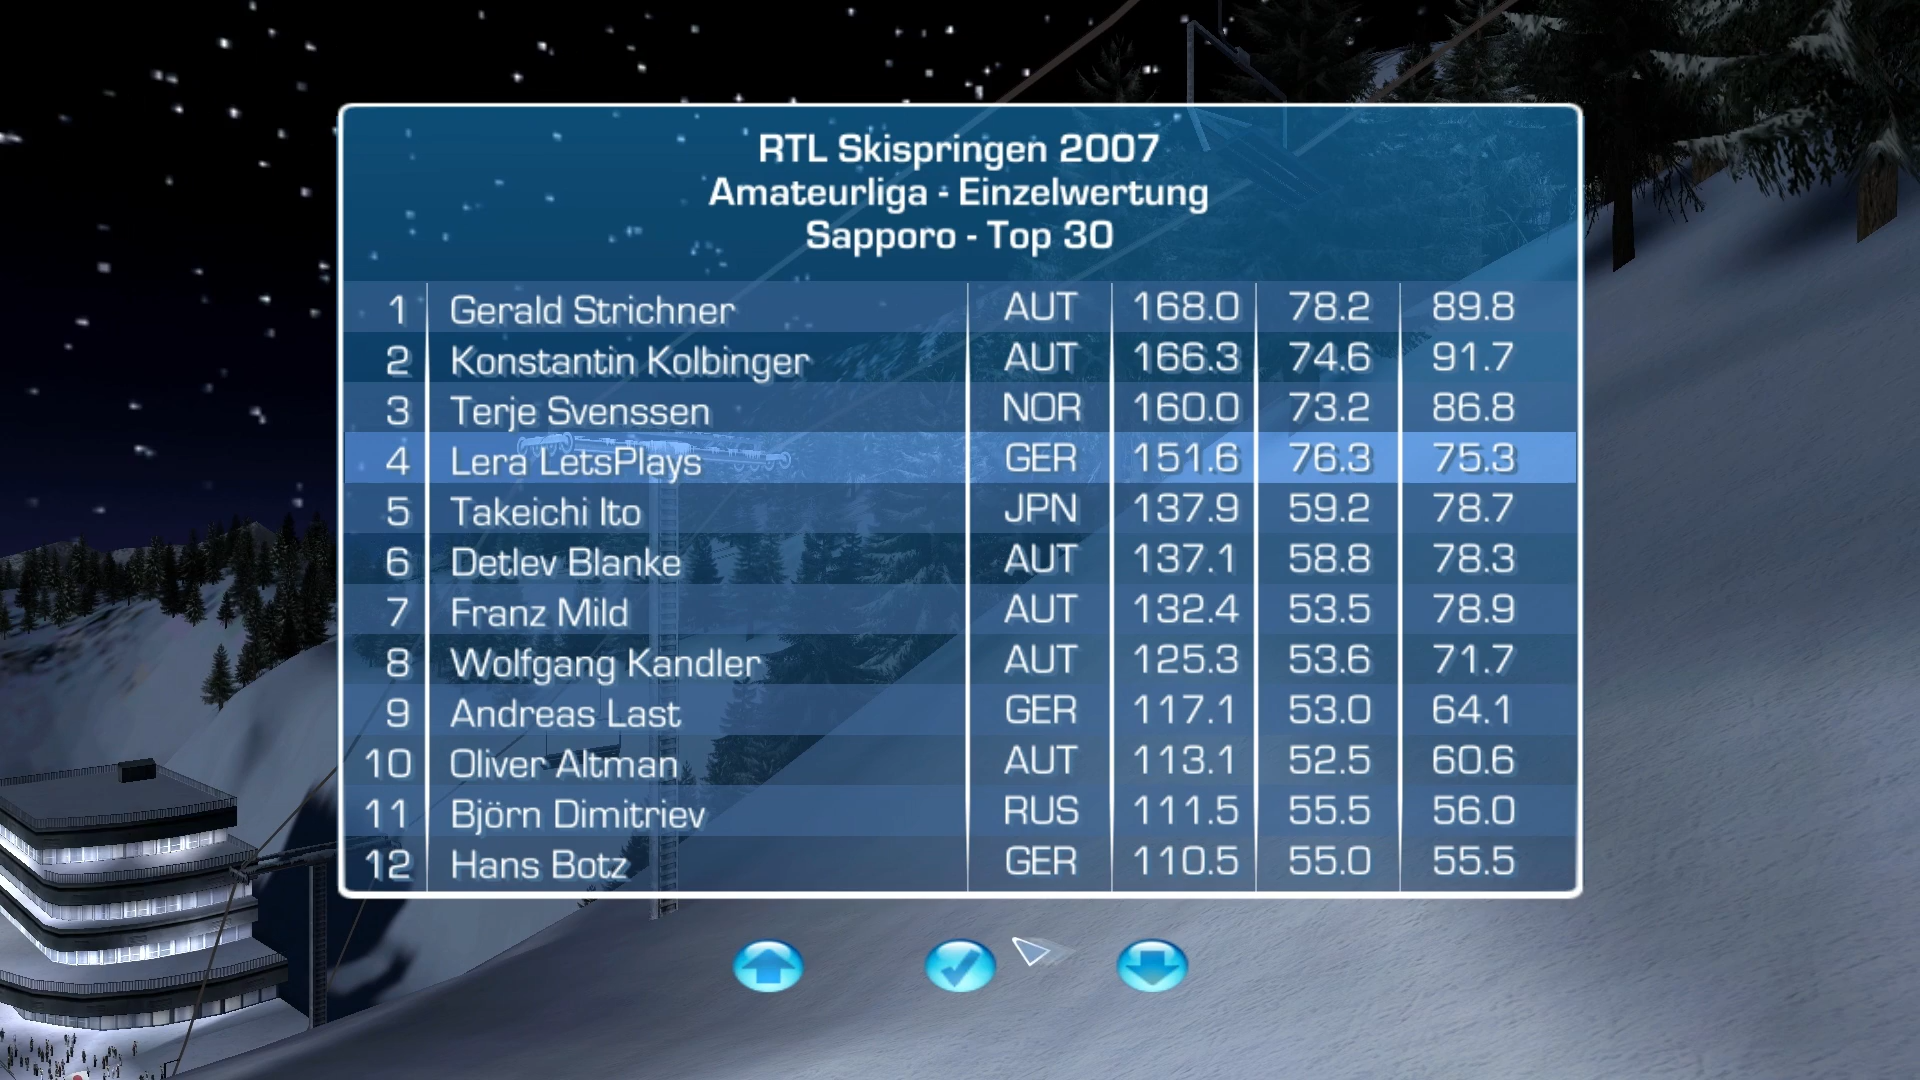 RTL Skispringen 2007
Amateurliga - Einzelwertung
Sapporo - Top 30
1 Gerald Strichner AUT 168.0 78.2 89.8
2 Konstantin Kolbinger AUT 166.3 74.6 91.7
3 Terje Svenssen NOR 160.0 73.2 86.8
4 Lera LetsPlays GER 151.6 76.3 75.3
5 Takeichi Ito JPN 137.9 59.2 78.7
6 Detlev Blanke AUT 137.1 58.8 78.3
7 Franz Mild AUT 132.4 53.5 78.9
8 Wolfgang Kandler AUT 125.3 53.6 71.7
9 Andreas Last GER 117.1 53.0 64.1
10 Oliver Altman AUT 113.1 52.5 60.6
11 Björn Dimitriev RUS 111.5 55.5 56.0
12 Hans Botz GER 110.5 55.0 55.5